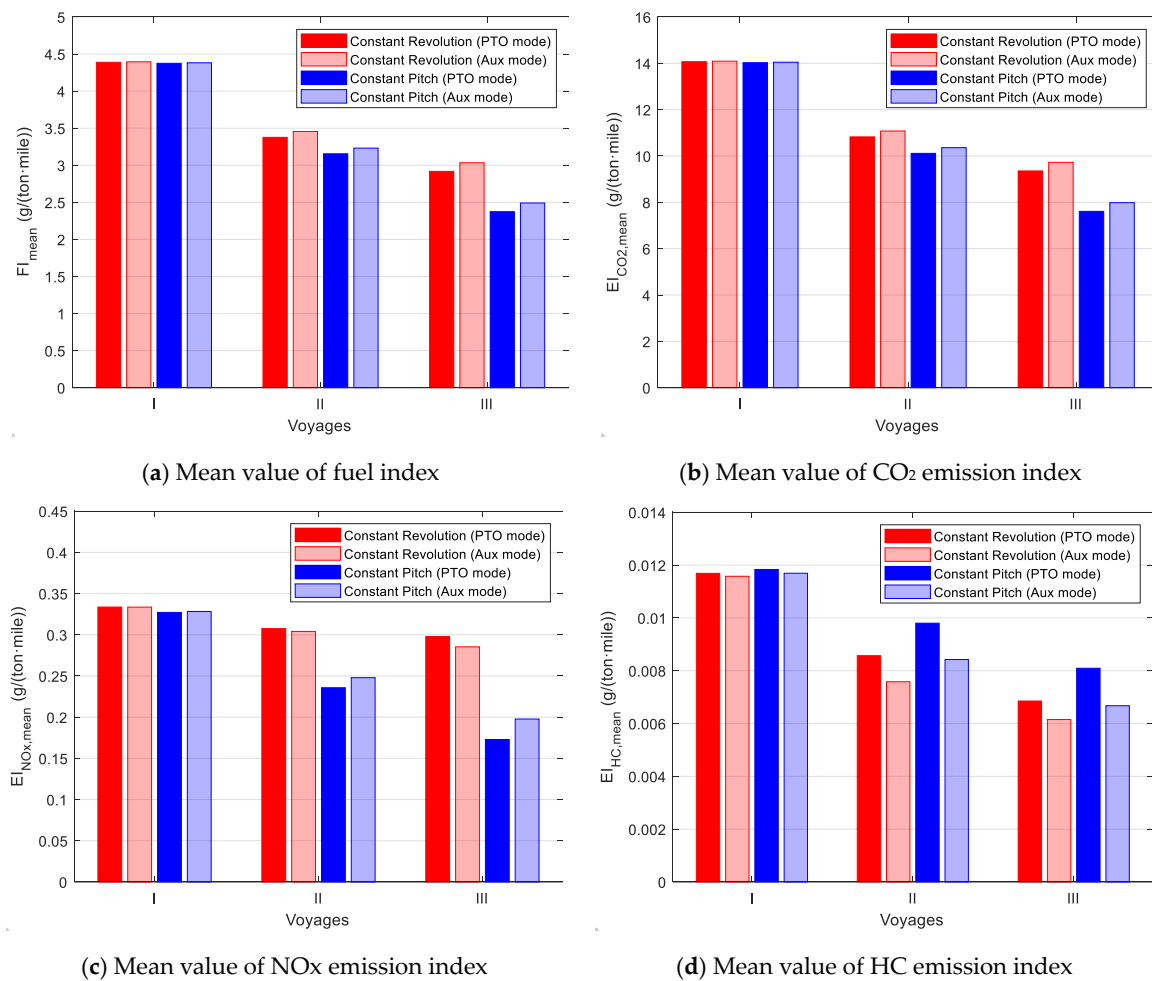 5
4.5
4
3.5
3
2.5
2
1.5
1
0.5
0
FI_mean (g/(ton·mile))
Constant Revolution (PTO mode)
Constant Revolution (Aux mode)
Constant Pitch (PTO mode)
Constant Pitch (Aux mode)
I II III
Voyages
(a) Mean value of fuel index
16
14
12
10
8
6
4
2
0
EI_CO2,mean (g/(ton·mile))
Constant Revolution (PTO mode)
Constant Revolution (Aux mode)
Constant Pitch (PTO mode)
Constant Pitch (Aux mode)
I II III
Voyages
(b) Mean value of CO₂ emission index
0.45
0.4
0.35
0.3
0.25
0.2
0.15
0.1
0.05
0
EI_NOx,mean (g/(ton·mile))
Constant Revolution (PTO mode)
Constant Revolution (Aux mode)
Constant Pitch (PTO mode)
Constant Pitch (Aux mode)
I II III
Voyages
(c) Mean value of NOx emission index
0.014
0.012
0.01
0.008
0.006
0.004
0.002
0
EI_HC,mean (g/(ton·mile))
Constant Revolution (PTO mode)
Constant Revolution (Aux mode)
Constant Pitch (PTO mode)
Constant Pitch (Aux mode)
I II III
Voyages
(d) Mean value of HC emission index